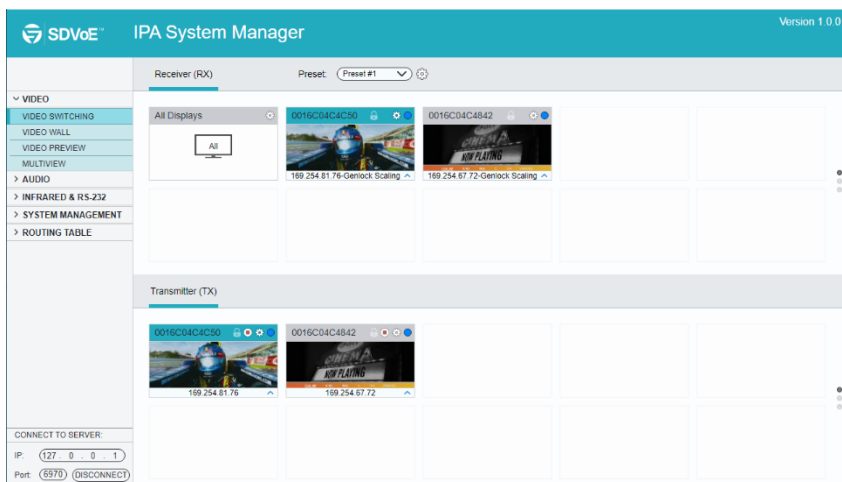 SDVoE™
IPA System Manager
Version 1.0.0
Receiver (RX)
Preset:
Preset #1
VIDEO
VIDEO SWITCHING
VIDEO WALL
VIDEO PREVIEW
MULTIVIEW
AUDIO
INFRARED & RS-232
SYSTEM MANAGEMENT
ROUTING TABLE
All Displays
All
0016C04C4C50
169.254.81.76-Genlock Scaling
0016C04C4842
CINEMA
NOW PLAYING
169.254.67.72-Genlock Scaling
Transmitter (TX)
0016C04C4C50
169.254.81.76
0016C04C4842
CINEMA
NOW PLAYING
169.254.67.72
CONNECT TO SERVER:
IP:
127 . 0 . 0 . 1
Port:
6970
DISCONNECT